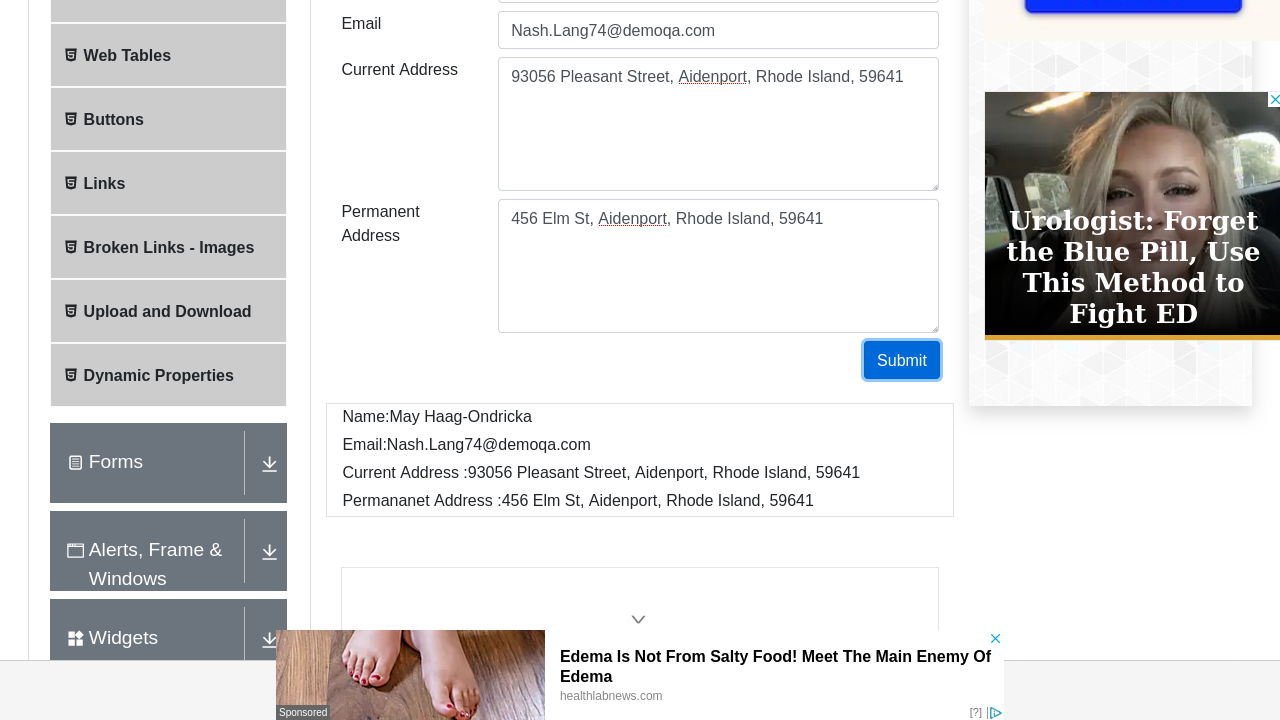 Email
Nash.Lang74@demoqa.com
Web Tables
Current Address
93056 Pleasant Street, Aidenport, Rhode Island, 59641
Buttons
Links
Permanent
Address
456 Elm St, Aidenport, Rhode Island, 59641
Urologist: Forget
the Blue Pill, Use
This Method to
Fight ED
Broken Links - Images
Upload and Download
Submit
Dynamic Properties
Name:May Haag-Ondricka
Email:Nash.Lang74@demoqa.com
Current Address :93056 Pleasant Street, Aidenport, Rhode Island, 59641
Permananet Address :456 Elm St, Aidenport, Rhode Island, 59641
Forms
Alerts, Frame &
Windows
Widgets
Edema Is Not From Salty Food! Meet The Main Enemy Of
Edema
healthlabnews.com
Sponsored
[?]